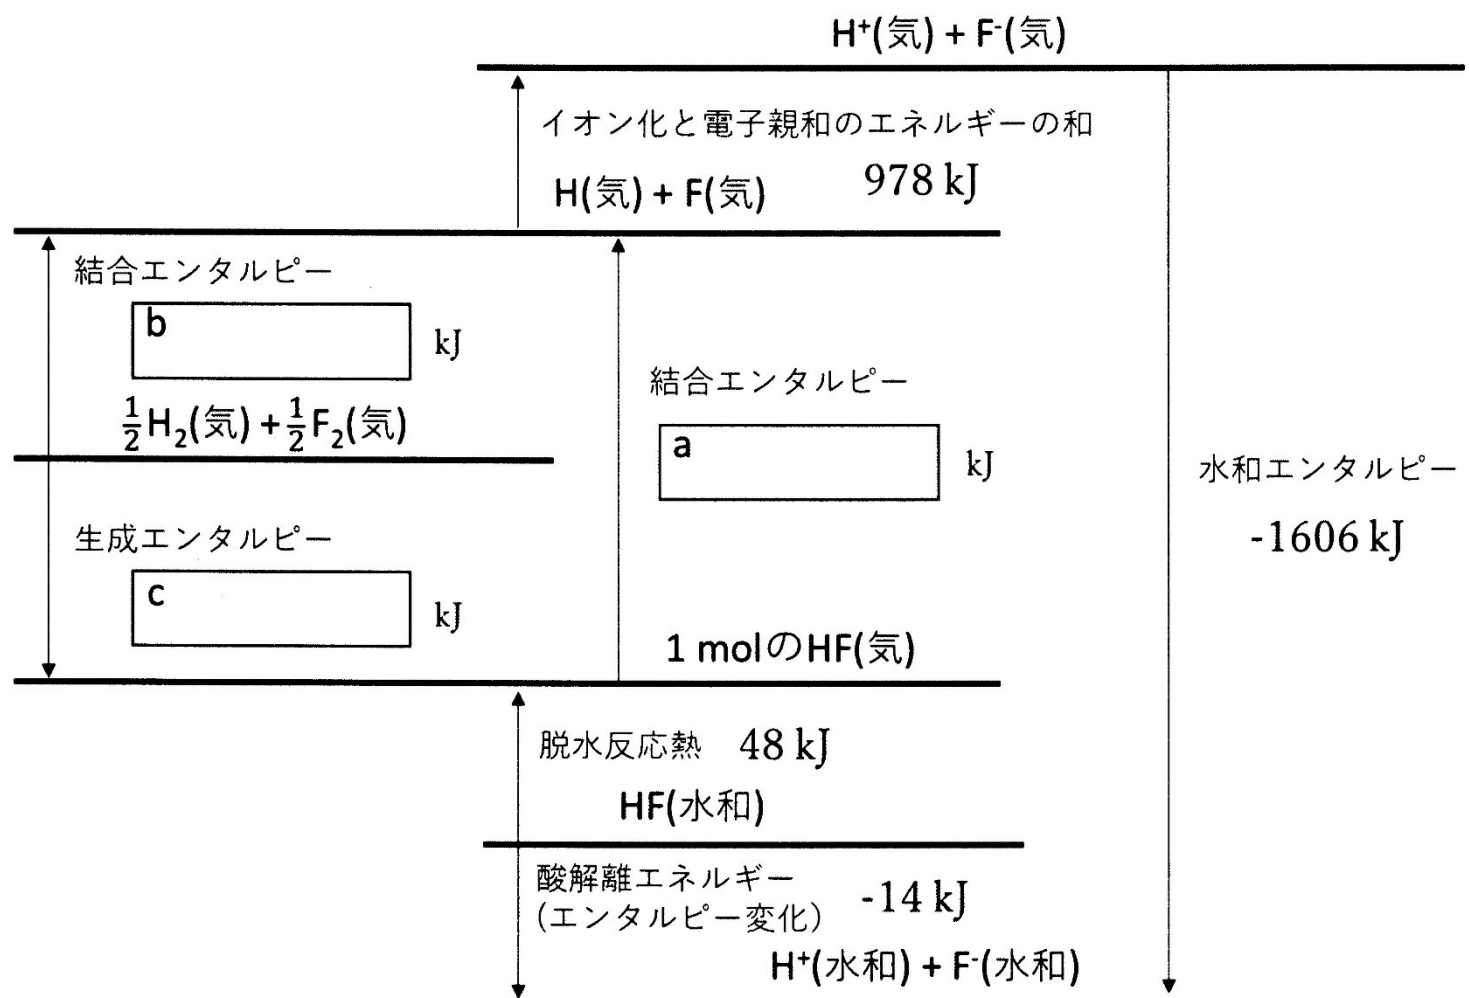 H⁺(気) + F⁻(気)
イオン化と電子親和のエネルギーの和
978 kJ
H(気) + F(気)
結合エンタルピー
b
kJ
結合エンタルピー
a
kJ
½H₂(気) + ½F₂(気)
水和エンタルピー
-1606 kJ
生成エンタルピー
c
kJ
1 molのHF(気)
脱水反応熱 48 kJ
HF(水和)
酸解離エネルギー
(エンタルピー変化) -14 kJ
H⁺(水和) + F⁻(水和)